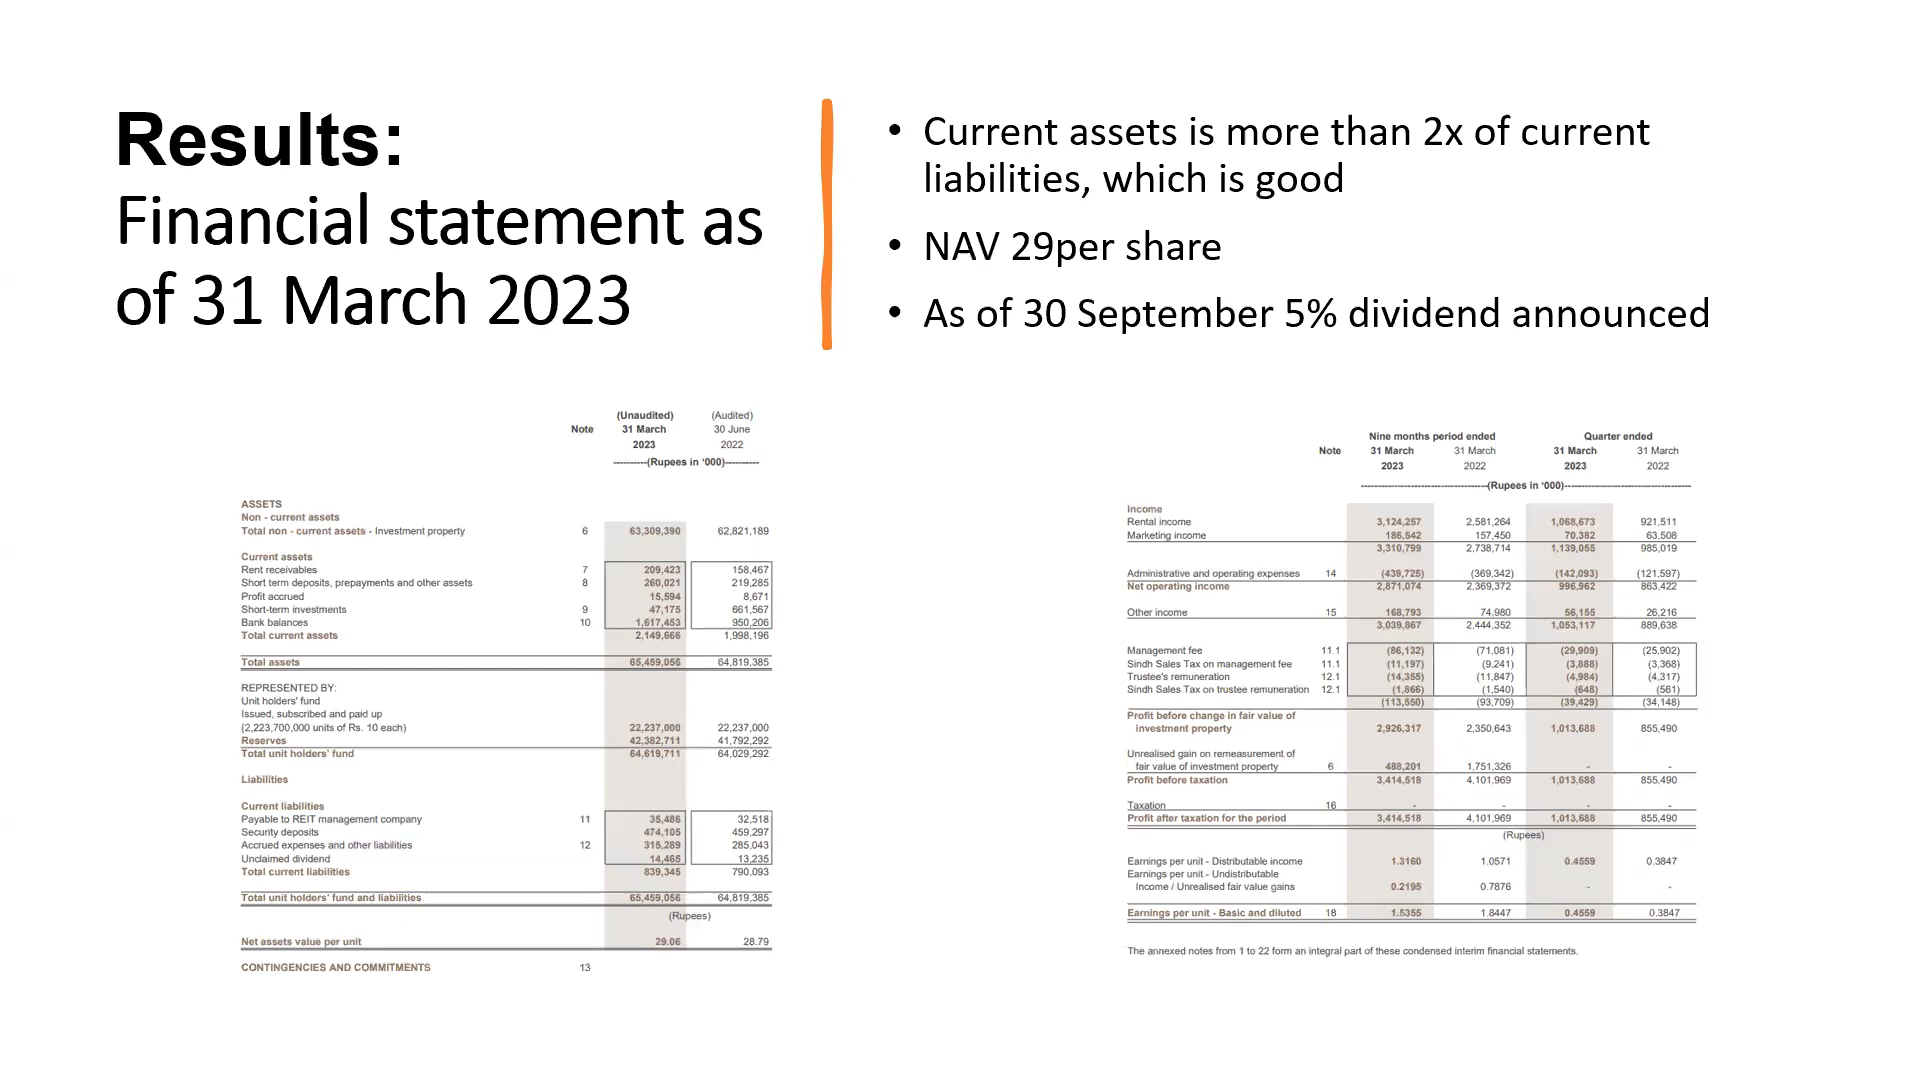 Results:
Financial statement as
of 31 March 2023
• Current assets is more than 2x of current
liabilities, which is good
• NAV 29per share
• As of 30 September 5% dividend announced
(Unaudited) (Audited)
Note 31 March 30 June
2023 2022
----------(Rupees in ‘000)----------
ASSETS
Non - current assets
Total non - current assets - Investment property 6 63,309,390 62,821,189
Current assets
Rent receivables 7 209,423 158,467
Short term deposits, prepayments and other assets 8 260,021 219,285
Profit accrued 15,594 8,671
Short-term investments 9 47,175 661,567
Bank balances 10 1,617,453 950,206
Total current assets 2,149,666 1,998,196
Total assets 65,459,056 64,819,385
REPRESENTED BY:
Unit holders' fund
Issued, subscribed and paid up
(2,223,700,000 units of Rs. 10 each) 22,237,000 22,237,000
Reserves 42,382,711 41,792,292
Total unit holders' fund 64,619,711 64,029,292
Liabilities
Current liabilities
Payable to REIT management company 11 35,486 32,518
Security deposits 474,105 459,297
Accrued expenses and other liabilities 12 315,289 285,043
Unclaimed dividend 14,465 13,235
Total current liabilities 839,345 790,093
Total unit holders' fund and liabilities 65,459,056 64,819,385
(Rupees)
Net assets value per unit 29.06 28.79
CONTINGENCIES AND COMMITMENTS 13
Nine months period ended Quarter ended
Note 31 March 31 March 31 March 31 March
2023 2022 2023 2022
----------------------------------------(Rupees in ‘000)----------------------------------------
Income
Rental income 3,124,257 2,581,264 1,068,673 921,511
Marketing income 186,542 157,450 70,382 63,508
3,310,799 2,738,714 1,139,055 985,019
Administrative and operating expenses 14 (439,725) (369,342) (142,093) (121,597)
Net operating income 2,871,074 2,369,372 996,962 863,422
Other income 15 168,793 74,980 56,155 26,216
3,039,867 2,444,352 1,053,117 889,638
Management fee 11.1 (86,132) (71,081) (29,909) (25,902)
Sindh Sales Tax on management fee 11.1 (11,197) (9,241) (3,888) (3,368)
Trustee's remuneration 12.1 (14,355) (11,847) (4,984) (4,317)
Sindh Sales Tax on trustee remuneration 12.1 (1,866) (1,540) (648) (561)
(113,550) (93,709) (39,429) (34,148)
Profit before change in fair value of
investment property 2,926,317 2,350,643 1,013,688 855,490
Unrealised gain on remeasurement of
fair value of investment property 6 488,201 1,751,326 - -
Profit before taxation 3,414,518 4,101,969 1,013,688 855,490
Taxation 16 - - - -
Profit after taxation for the period 3,414,518 4,101,969 1,013,688 855,490
(Rupees)
Earnings per unit - Distributable income 1.3160 1.0571 0.4559 0.3847
Earnings per unit - Undistributable
Income / Unrealised fair value gains 0.2195 0.7876 - -
Earnings per unit - Basic and diluted 18 1.5355 1.8447 0.4559 0.3847
The annexed notes from 1 to 22 form an integral part of these condensed interim financial statements.